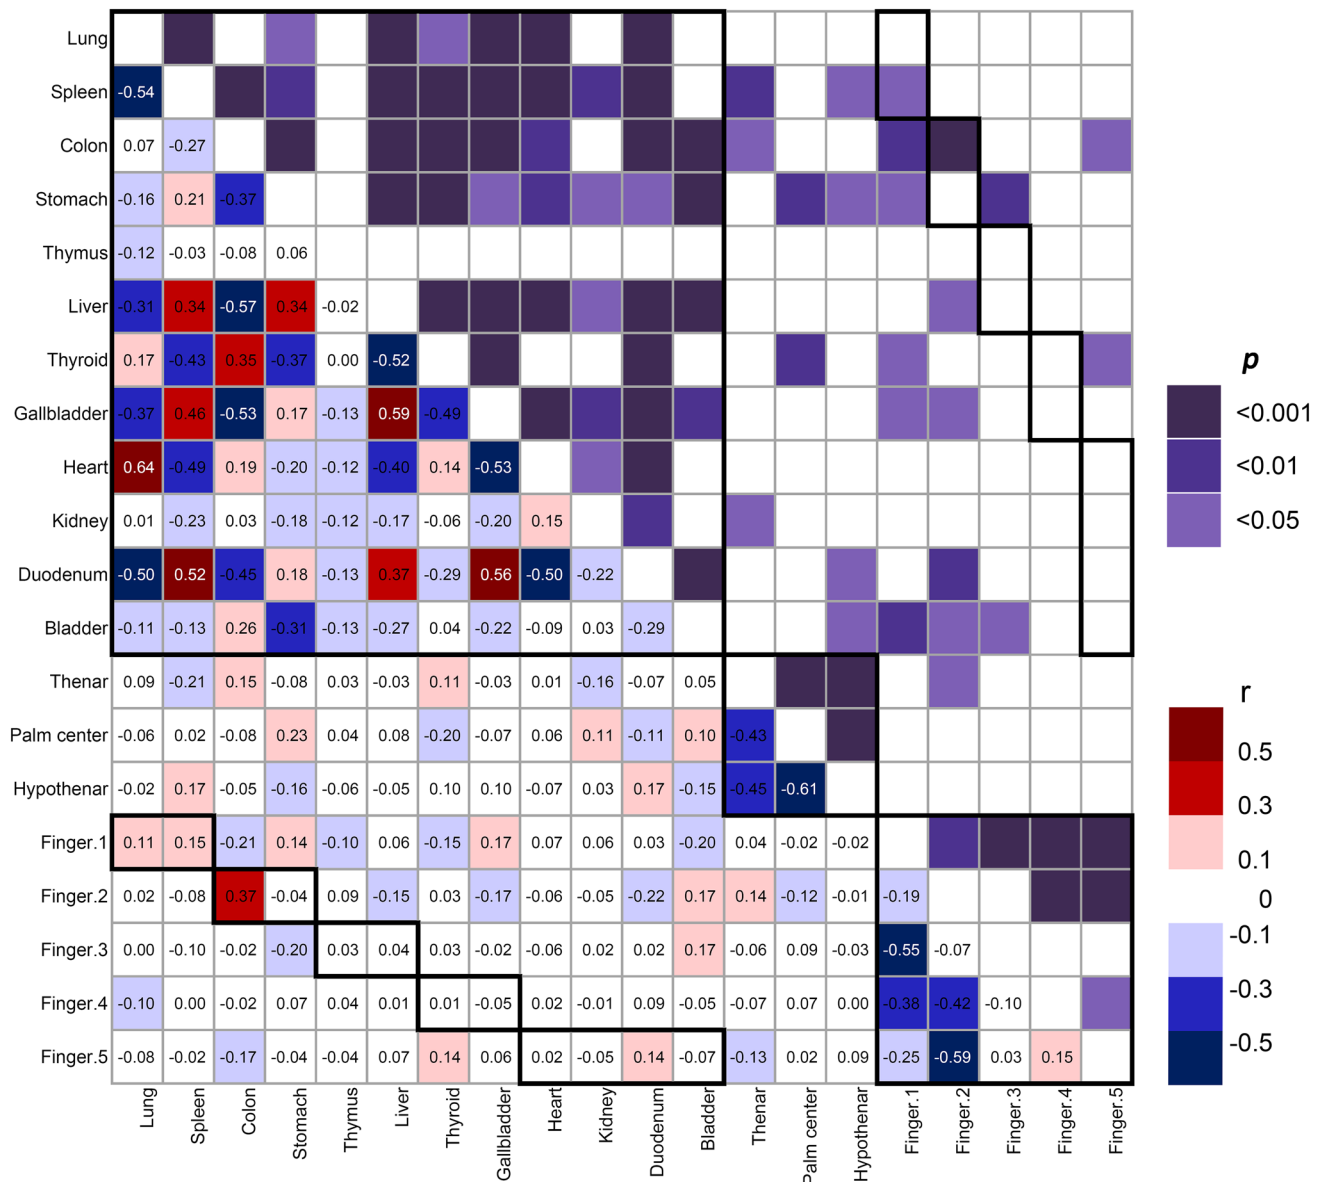 Lung
Spleen -0.54
Colon 0.07 -0.27
Stomach -0.16 0.21 -0.37
Thymus -0.12 -0.03 -0.08 0.06
Liver -0.31 0.34 -0.57 0.34 -0.02
Thyroid 0.17 -0.43 0.35 -0.37 0.00 -0.52
Gallbladder -0.37 0.46 -0.53 0.17 -0.13 0.59 -0.49
Heart 0.64 -0.49 0.19 -0.20 -0.12 -0.40 0.14 -0.53
Kidney 0.01 -0.23 0.03 -0.18 -0.12 -0.17 -0.06 -0.20 0.15
Duodenum -0.50 0.52 -0.45 0.18 -0.13 0.37 -0.29 0.56 -0.50 -0.22
Bladder -0.11 -0.13 0.26 -0.31 -0.13 -0.27 0.04 -0.22 -0.09 0.03 -0.29
Thenar 0.09 -0.21 0.15 -0.08 0.03 -0.03 0.11 -0.03 0.01 -0.16 -0.07 0.05
Palm center -0.06 0.02 -0.08 0.23 0.04 0.08 -0.20 -0.07 0.06 0.11 -0.11 0.10 -0.43
Hypothenar -0.02 0.17 -0.05 -0.16 -0.06 -0.05 0.10 0.10 -0.07 0.03 0.17 -0.15 -0.45 -0.61
Finger.1 0.11 0.15 -0.21 0.14 -0.10 0.06 -0.15 0.17 0.07 0.06 0.03 -0.20 0.04 -0.02 -0.02
Finger.2 0.02 -0.08 0.37 -0.04 0.09 -0.15 0.03 -0.17 -0.06 -0.05 -0.22 0.17 0.14 -0.12 -0.01 -0.19
Finger.3 0.00 -0.10 -0.02 -0.20 0.03 0.04 0.03 -0.02 -0.06 0.02 0.02 0.17 -0.06 0.09 -0.03 -0.55 -0.07
Finger.4 -0.10 0.00 -0.02 0.07 0.04 0.01 0.01 -0.05 0.02 -0.01 0.09 -0.05 -0.07 0.07 0.00 -0.38 -0.42 -0.10
Finger.5 -0.08 -0.02 -0.17 -0.04 -0.04 0.07 0.14 0.06 0.02 -0.05 0.14 -0.07 -0.13 0.02 0.09 -0.25 -0.59 0.03 0.15
Lung
Spleen
Colon
Stomach
Thymus
Liver
Thyroid
Gallbladder
Heart
Kidney
Duodenum
Bladder
Thenar
Palm center
Hypothenar
Finger.1
Finger.2
Finger.3
Finger.4
Finger.5
p
<0.001
<0.01
<0.05
r
0.5
0.3
0.1
0
-0.1
-0.3
-0.5